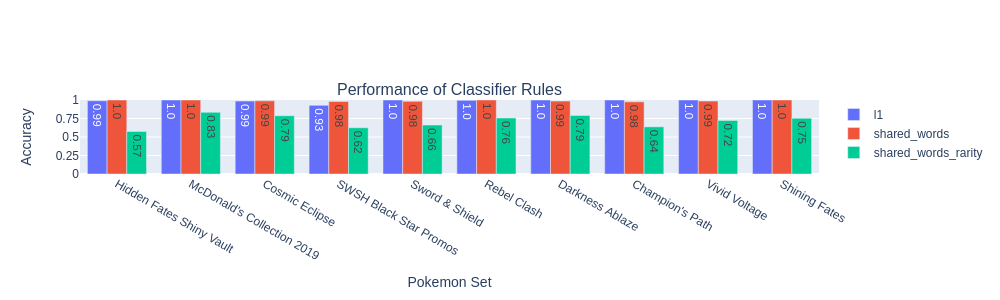 Performance of Classifier Rules
Accuracy
1
0.75
0.5
0.25
0
0.99
1.0
0.57
1.0
1.0
0.83
0.99
0.99
0.79
0.93
0.98
0.62
1.0
0.98
0.66
1.0
1.0
0.76
1.0
0.99
0.79
1.0
0.98
0.64
1.0
0.99
0.72
1.0
1.0
0.75
Hidden Fates Shiny Vault
McDonald's Collection 2019
Cosmic Eclipse
SWSH Black Star Promos
Sword & Shield
Rebel Clash
Darkness Ablaze
Champion's Path
Vivid Voltage
Shining Fates
Pokemon Set
l1
shared_words
shared_words_rarity